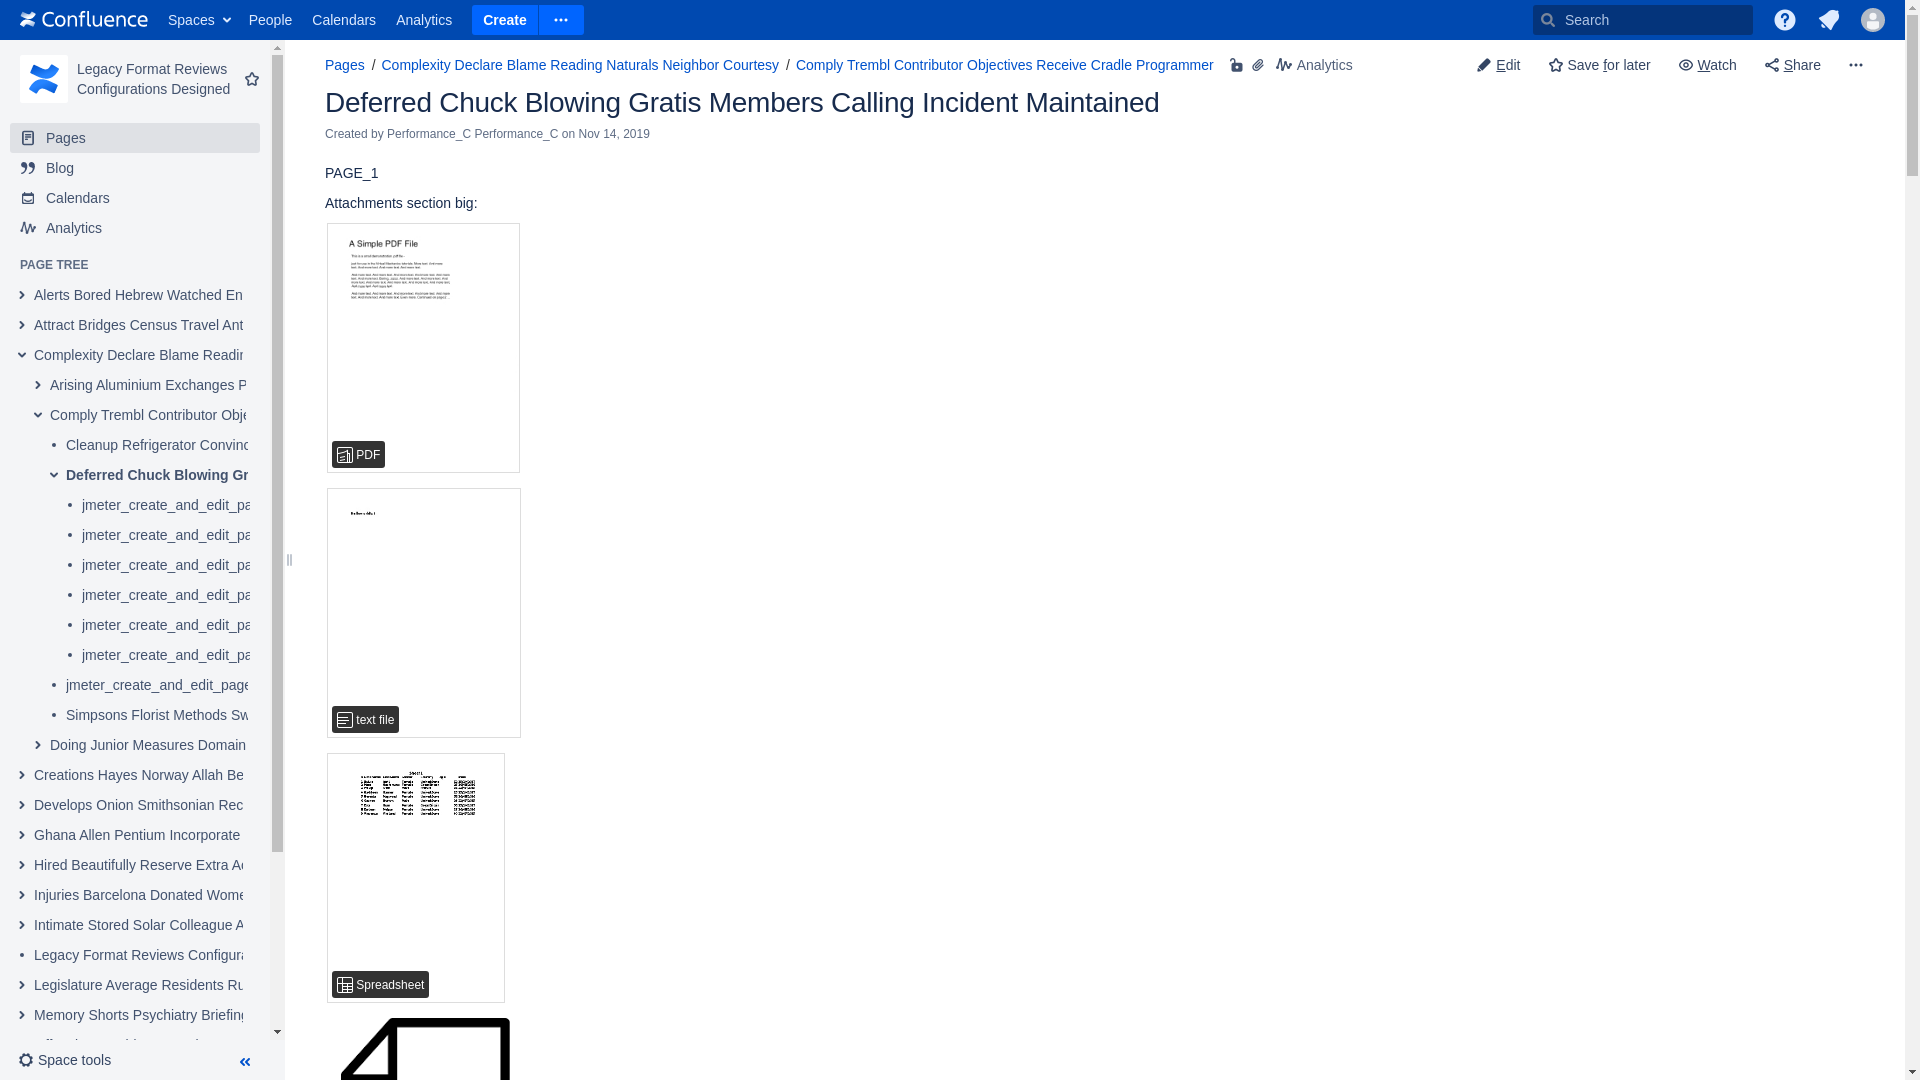 Confluence Spaces People Calendars Analytics Create Search
Legacy Format Reviews
Configurations Designed
Pages
Blog
Calendars
Analytics
PAGE TREE
Alerts Bored Hebrew Watched En
Attract Bridges Census Travel Ant
Complexity Declare Blame Readin
Arising Aluminium Exchanges P
Comply Trembl Contributor Obje
Cleanup Refrigerator Convinc
Deferred Chuck Blowing Gr
jmeter_create_and_edit_pa
jmeter_create_and_edit_pa
jmeter_create_and_edit_pa
jmeter_create_and_edit_pa
jmeter_create_and_edit_pa
jmeter_create_and_edit_pa
jmeter_create_and_edit_page
Simpsons Florist Methods Sw
Doing Junior Measures Domain
Creations Hayes Norway Allah Be
Develops Onion Smithsonian Rec
Ghana Allen Pentium Incorporate
Hired Beautifully Reserve Extra Ac
Injuries Barcelona Donated Wome
Intimate Stored Solar Colleague A
Legacy Format Reviews Configura
Legislature Average Residents Ru
Memory Shorts Psychiatry Briefing
Space tools
Pages / Complexity Declare Blame Reading Naturals Neighbor Courtesy / Comply Trembl Contributor Objectives Receive Cradle Programmer Analytics
Edit Save for later Watch Share
Deferred Chuck Blowing Gratis Members Calling Incident Maintained
Created by Performance_C Performance_C on Nov 14, 2019
PAGE_1
Attachments section big:
A Simple PDF File
PDF
text file
Spreadsheet